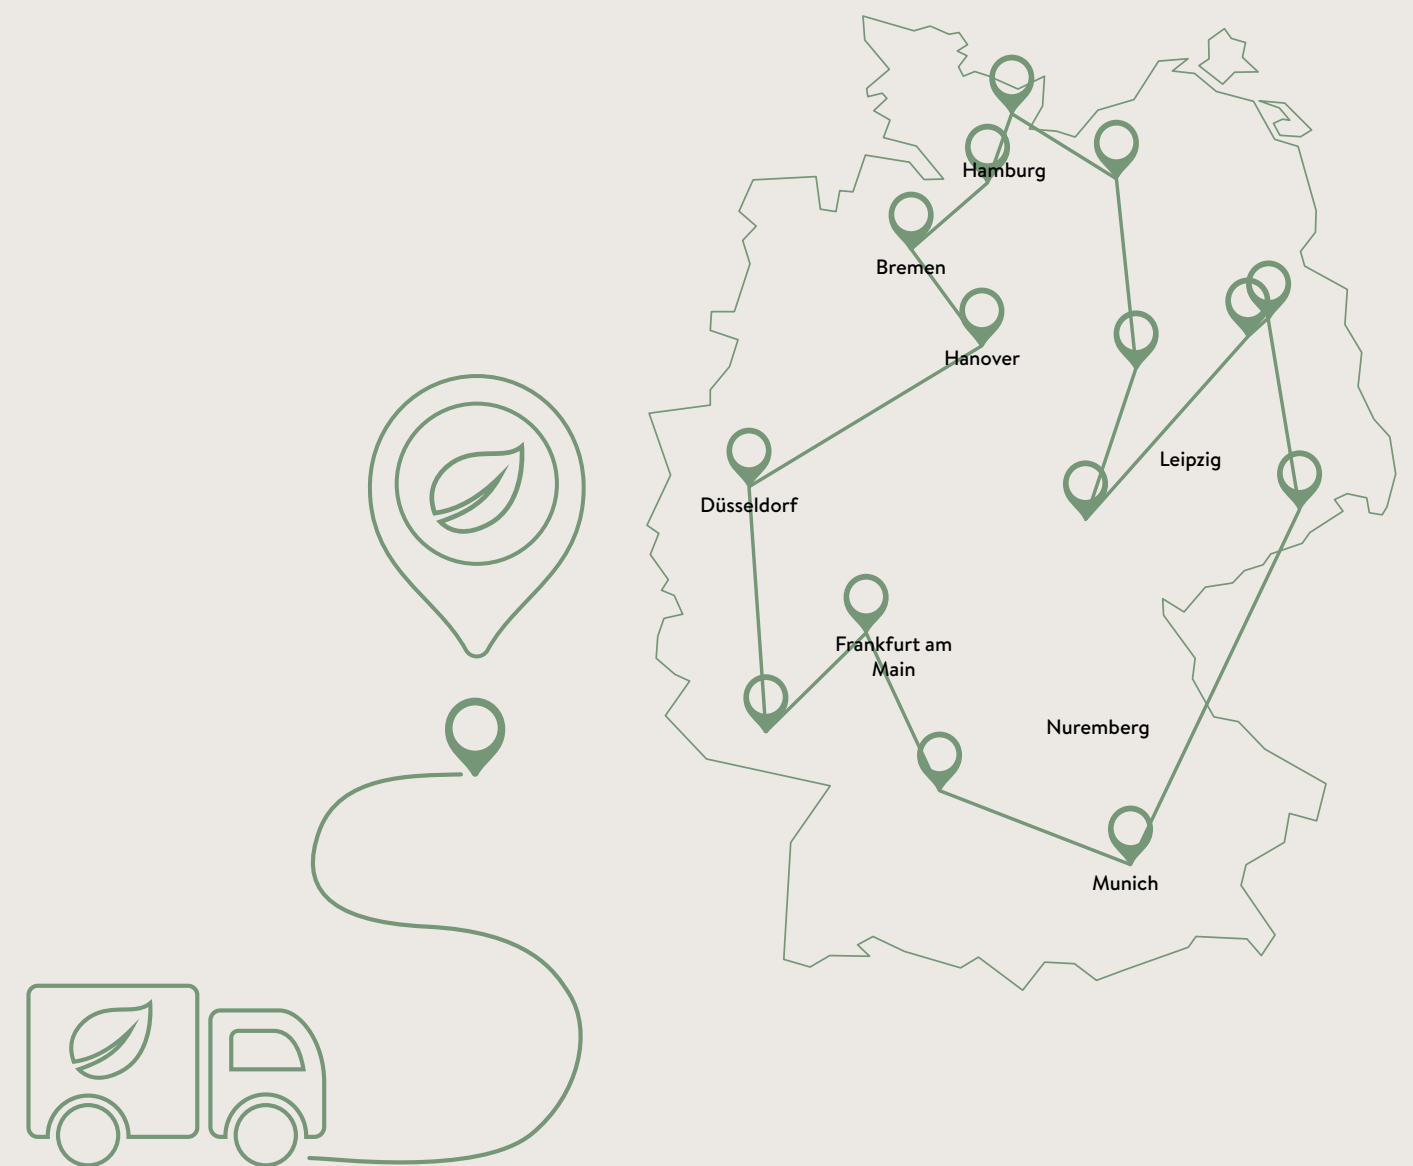 Hamburg
Bremen
Hanover
Leipzig
Düsseldorf
Frankfurt am
Main
Nuremberg
Munich